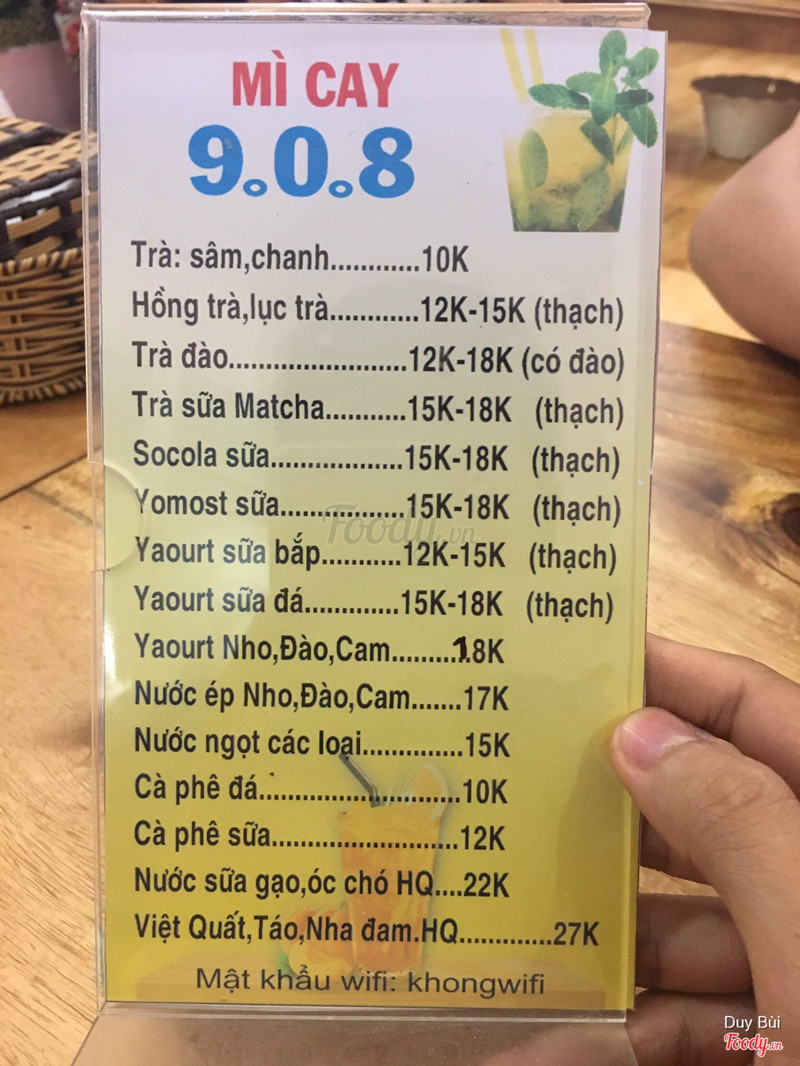 MÌ CAY
9.0.8
Trà: sâm,chanh............10K
Hồng trà,lục trà............12K-15K (thạch)
Trà đào........................12K-18K (có đào)
Trà sữa Matcha...........15K-18K (thạch)
Socola sữa..................15K-18K (thạch)
Yomost sữa.................15K-18K (thạch)
Foody.vn
Yaourt sữa bắp...........12K-15K (thạch)
Yaourt sữa đá.............15K-18K (thạch)
Yaourt Nho,Đào,Cam.........18K
Nước ép Nho,Đào,Cam.......17K
Nước ngọt các loại..............15K
Cà phê đá............................10K
Cà phê sữa..........................12K
Nước sữa gạo,óc chó HQ....22K
Việt Quất,Táo,Nha đam.HQ.............27K
Mật khẩu wifi: khongwifi
Duy Bùi
Foody.vn